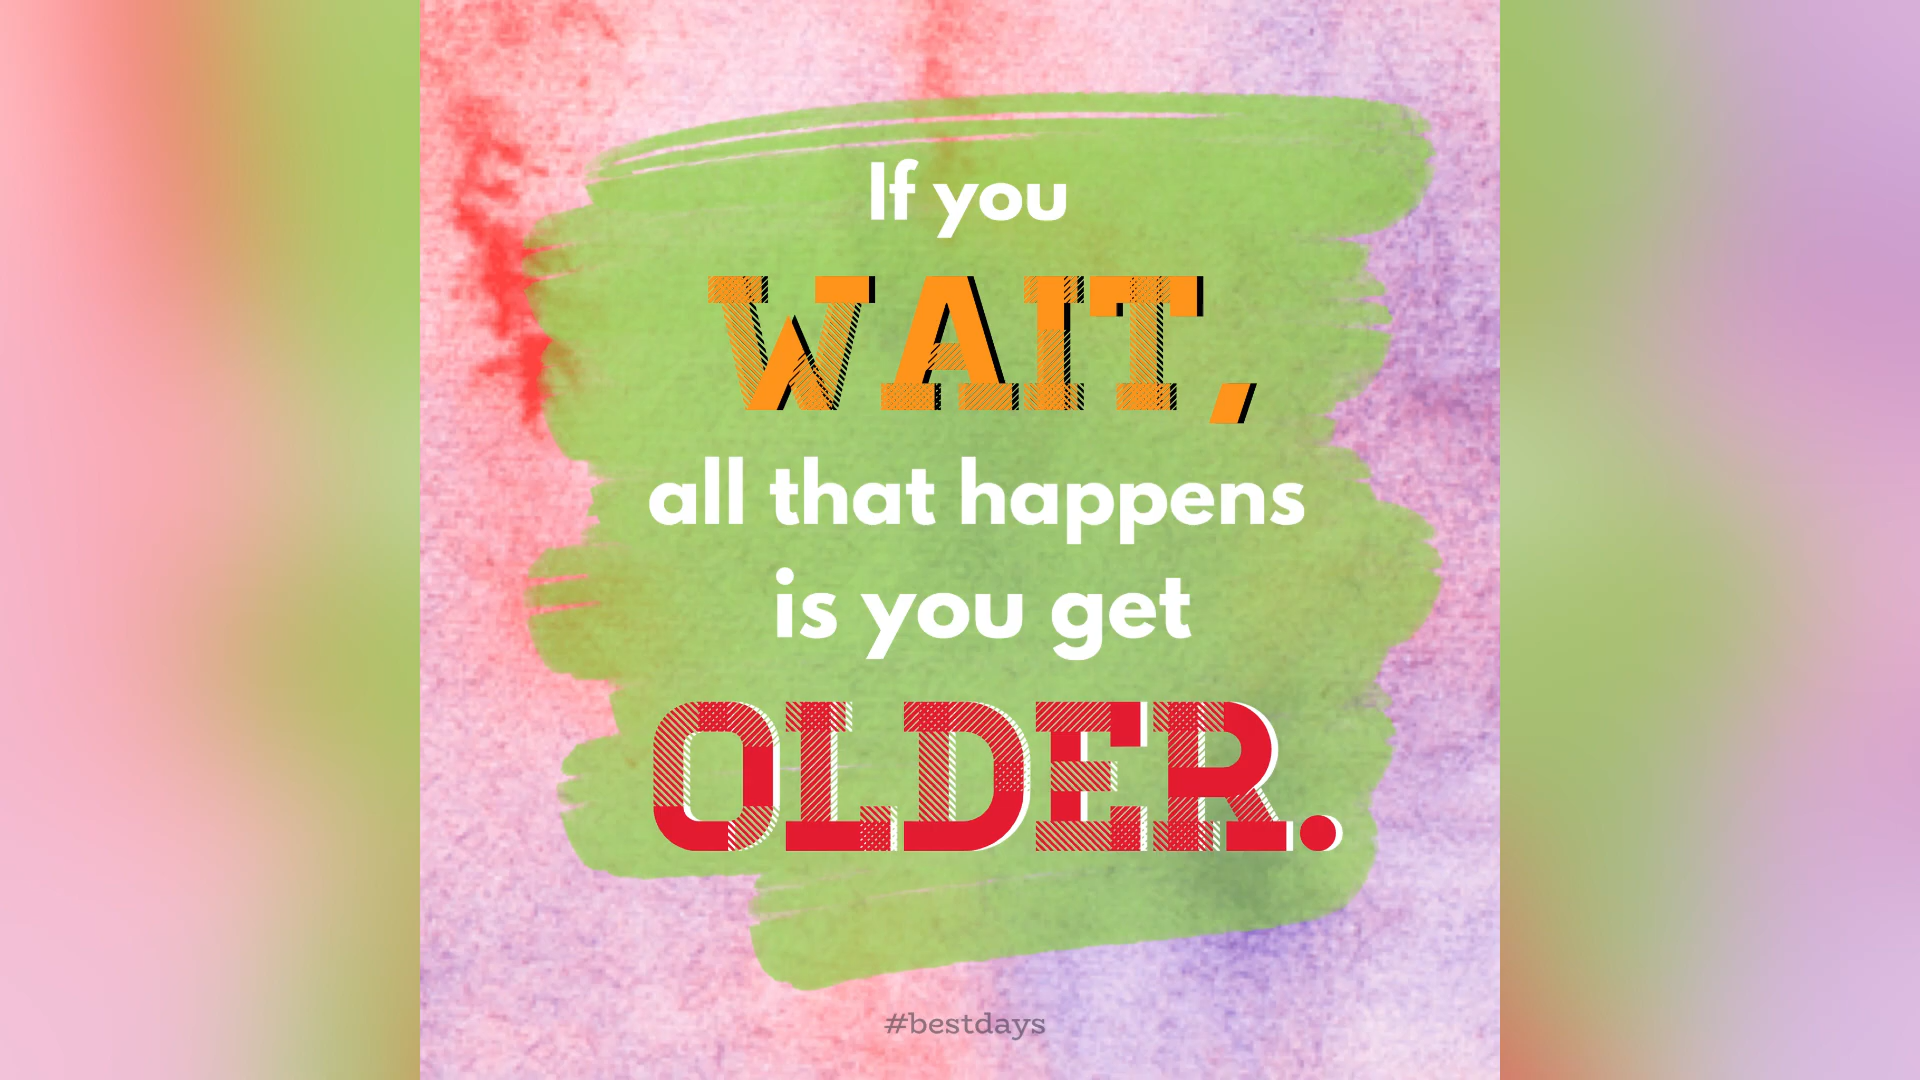 If you
WAIT,
all that happens
is you get
OLDER.
#bestdays